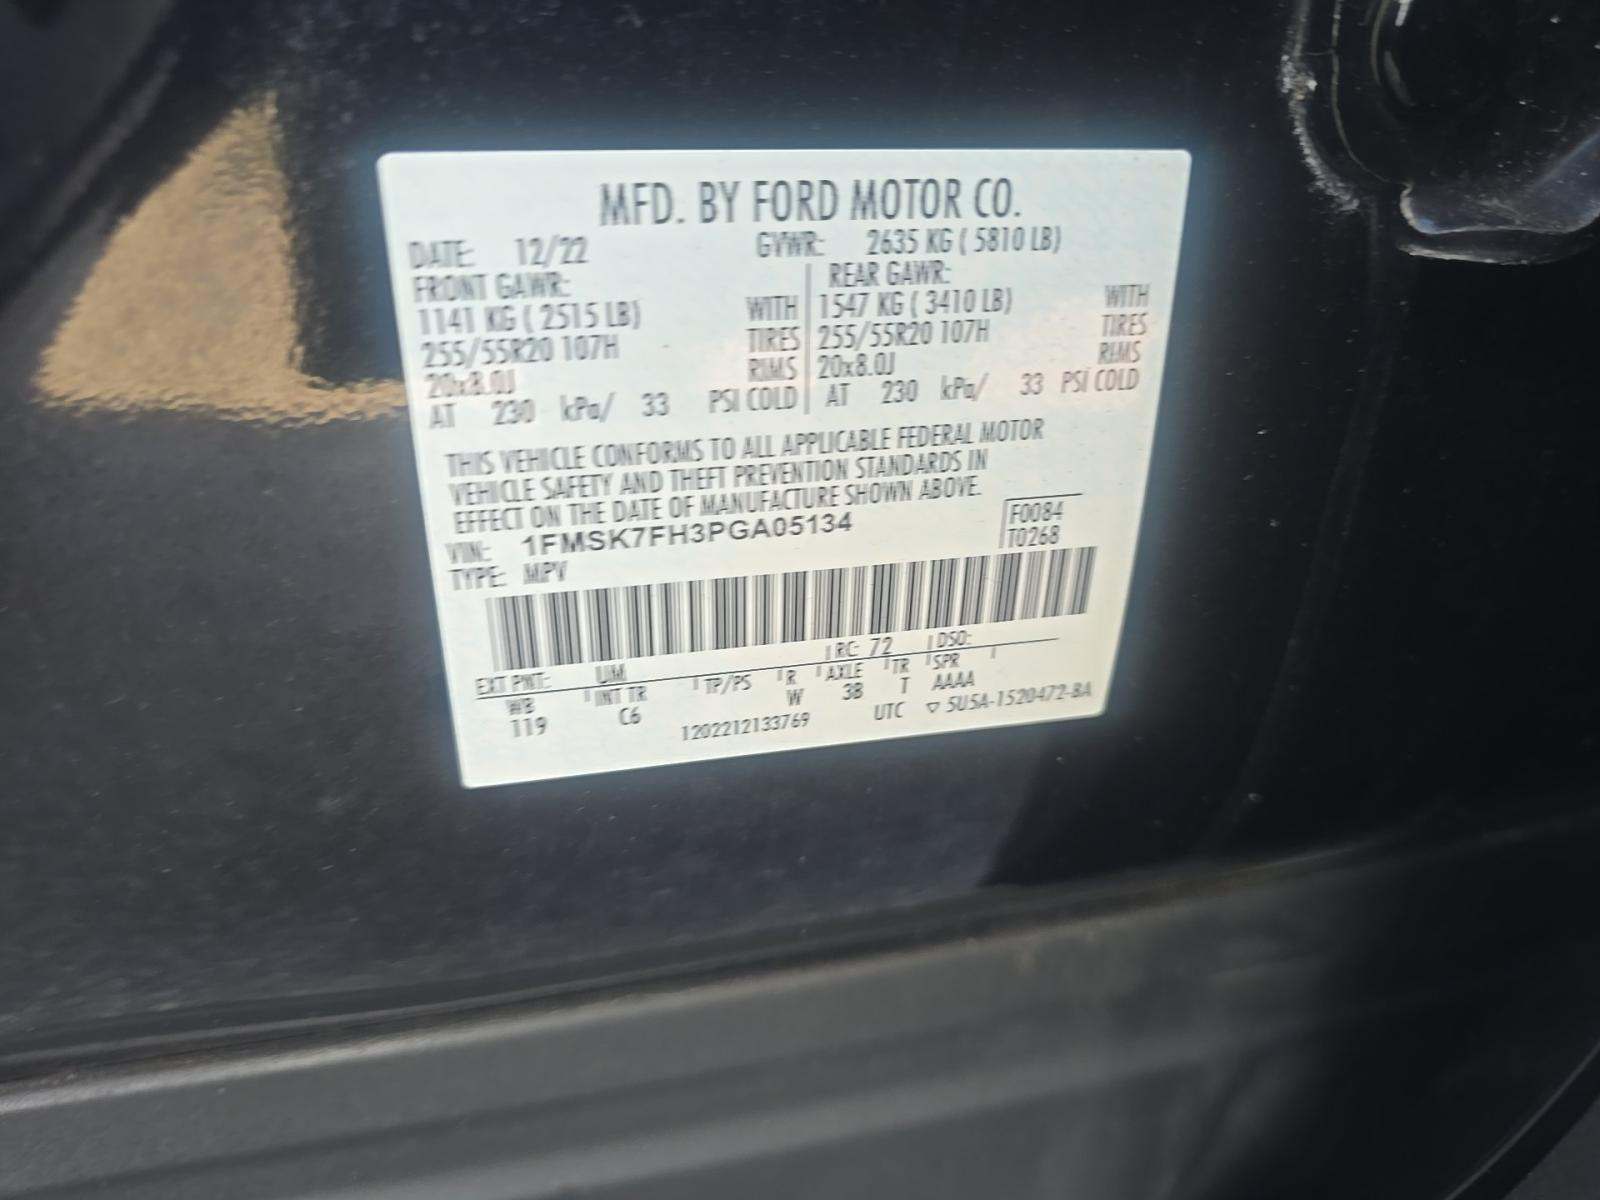 MFD. BY FORD MOTOR CO.
DATE: 12/22 GVWR: 2635 KG ( 5810 LB)
FRONT GAWR: REAR GAWR:
1141 KG ( 2515 LB) WITH 1547 KG ( 3410 LB) WITH
255/55R20 107H TIRES 255/55R20 107H TIRES
20x8.0J RIMS 20x8.0J RIMS
AT 230 kPa/ 33 PSI COLD AT 230 kPa/ 33 PSI COLD
THIS VEHICLE CONFORMS TO ALL APPLICABLE FEDERAL MOTOR
VEHICLE SAFETY AND THEFT PREVENTION STANDARDS IN
EFFECT ON THE DATE OF MANUFACTURE SHOWN ABOVE.
VIN: 1FMSK7FH3PGA05134 F0084
TYPE: MPV T0268
EXT PNT: UM RC: 72 DSO:
WB INT TR TP/PS R AXLE TR SPR
119 C6 W 3B T AAAA
1202212133769 UTC ▽ 5U5A-1520472-BA